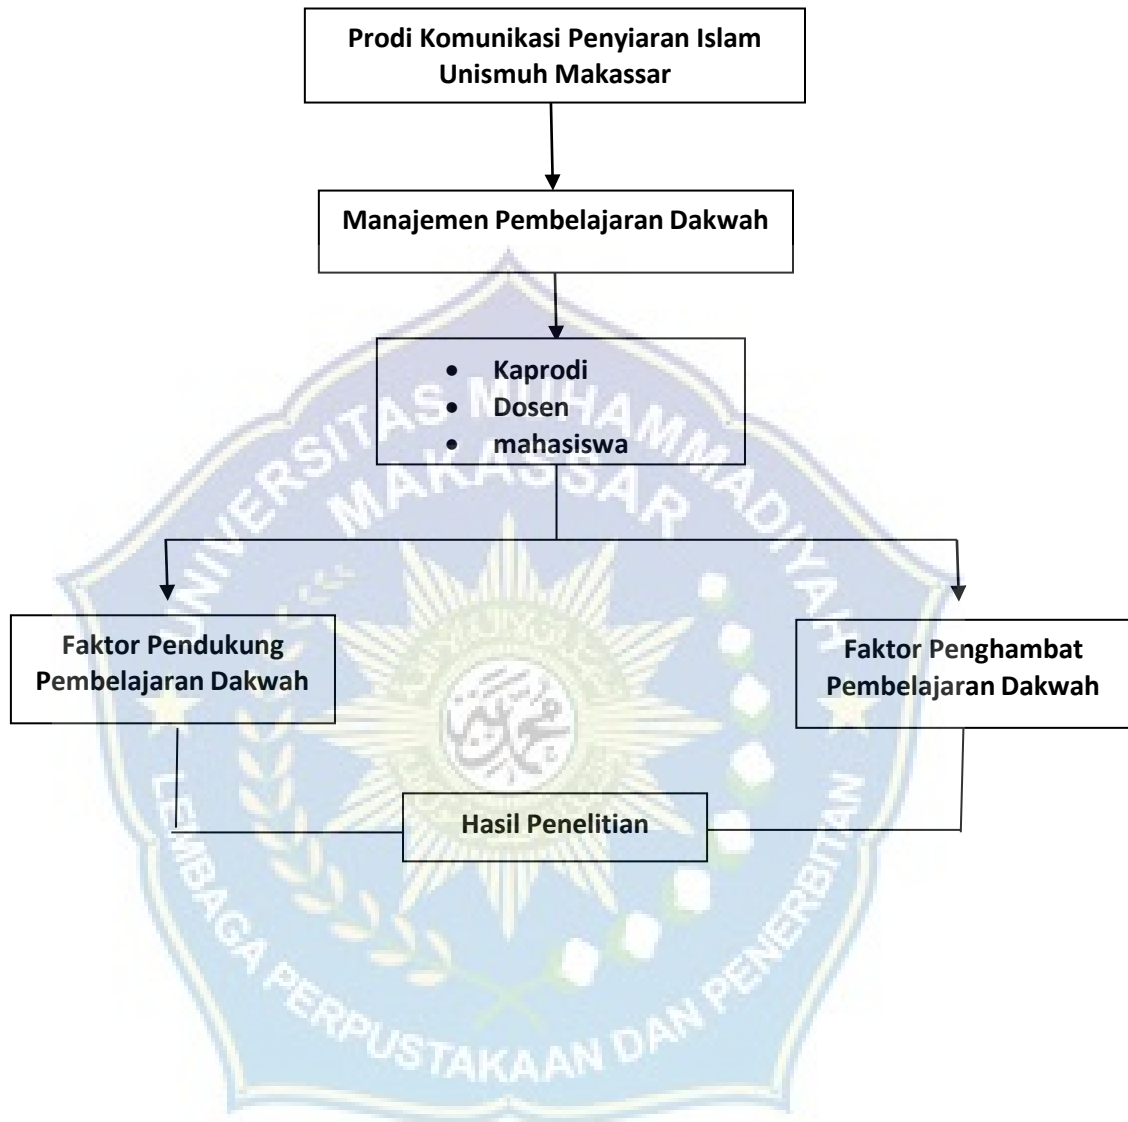 Prodi Komunikasi Penyiaran Islam
Unismuh Makassar
Manajemen Pembelajaran Dakwah
• Kaprodi
• Dosen
• mahasiswa
UNIVERSITAS MUHAMMADIYAH
MAKASSAR
Faktor Pendukung
Pembelajaran Dakwah
Faktor Penghambat
Pembelajaran Dakwah
محمدية
Hasil Penelitian
LEMBAGA PERPUSTAKAAN DAN PENERBITAN